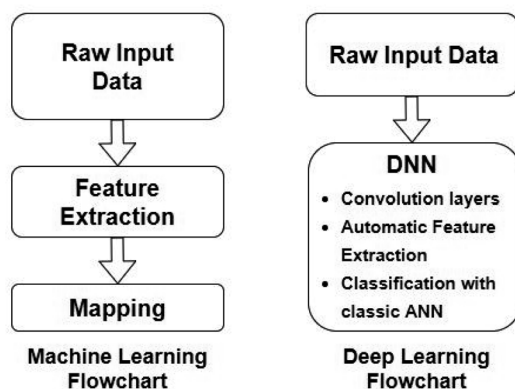 Raw Input
Data
Feature
Extraction
Mapping
Machine Learning
Flowchart
Raw Input Data
DNN
• Convolution layers
• Automatic Feature
Extraction
• Classification with
classic ANN
Deep Learning
Flowchart